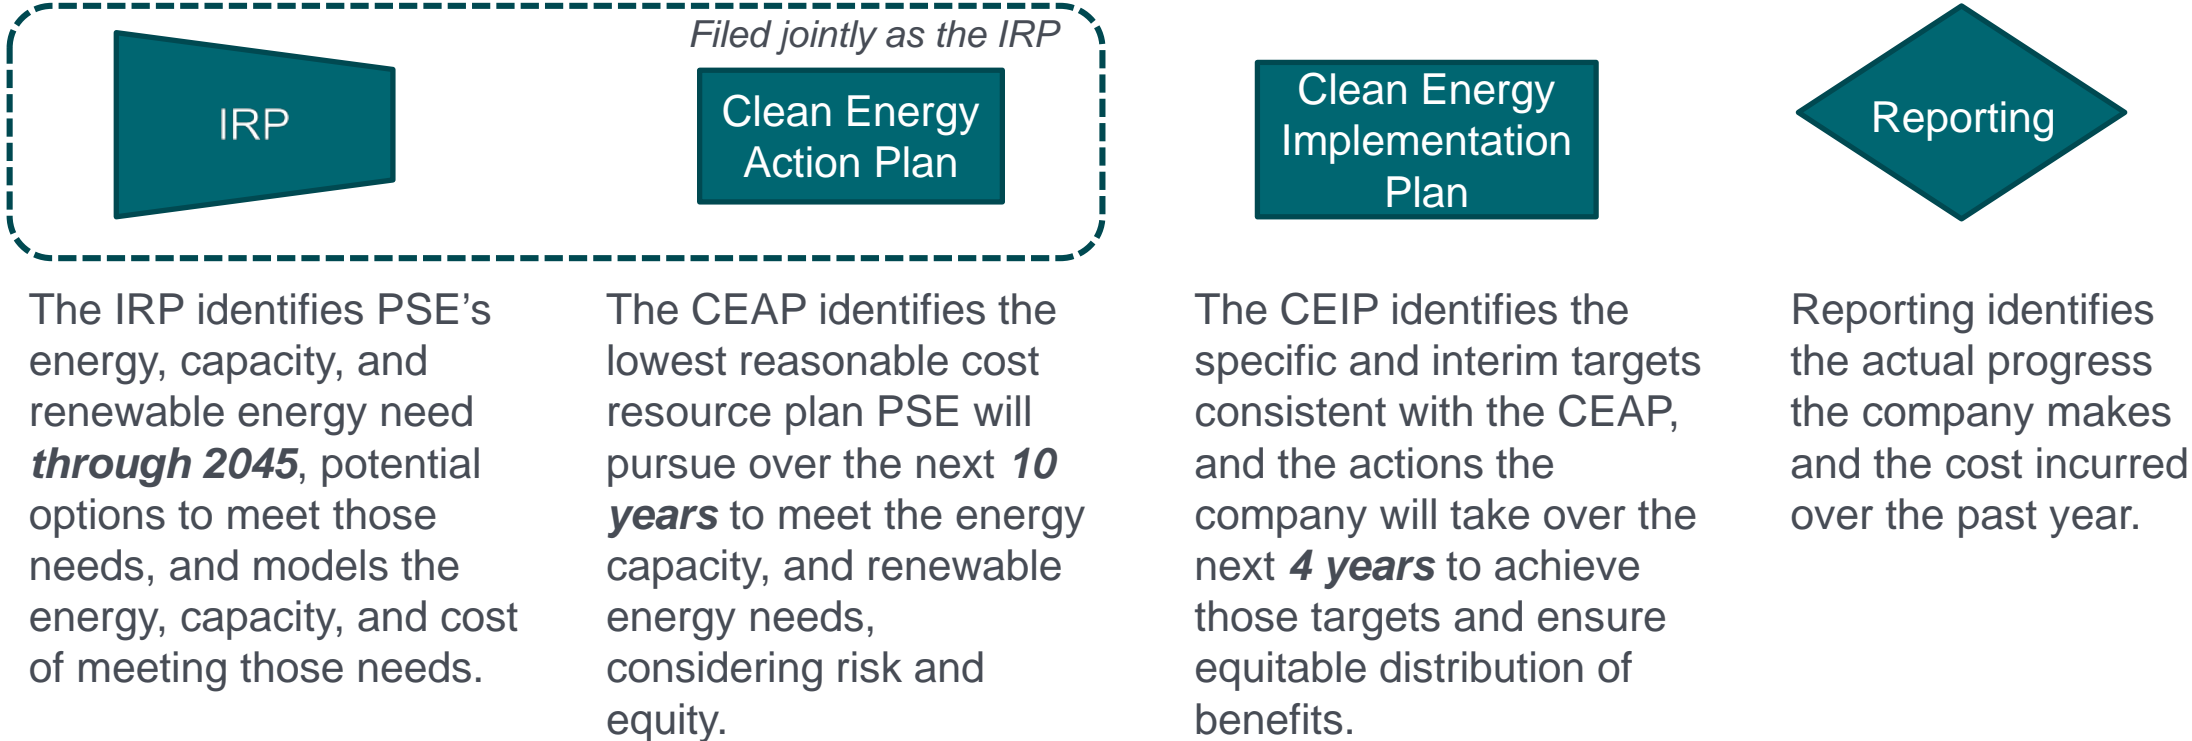 Filed jointly as the IRP
IRP
Clean Energy
Action Plan
Clean Energy
Implementation
Plan
Reporting
The IRP identifies PSE’s
energy, capacity, and
renewable energy need
through 2045, potential
options to meet those
needs, and models the
energy, capacity, and cost
of meeting those needs.
The CEAP identifies the
lowest reasonable cost
resource plan PSE will
pursue over the next 10
years to meet the energy
capacity, and renewable
energy needs,
considering risk and
equity.
The CEIP identifies the
specific and interim targets
consistent with the CEAP,
and the actions the
company will take over the
next 4 years to achieve
those targets and ensure
equitable distribution of
benefits.
Reporting identifies
the actual progress
the company makes
and the cost incurred
over the past year.